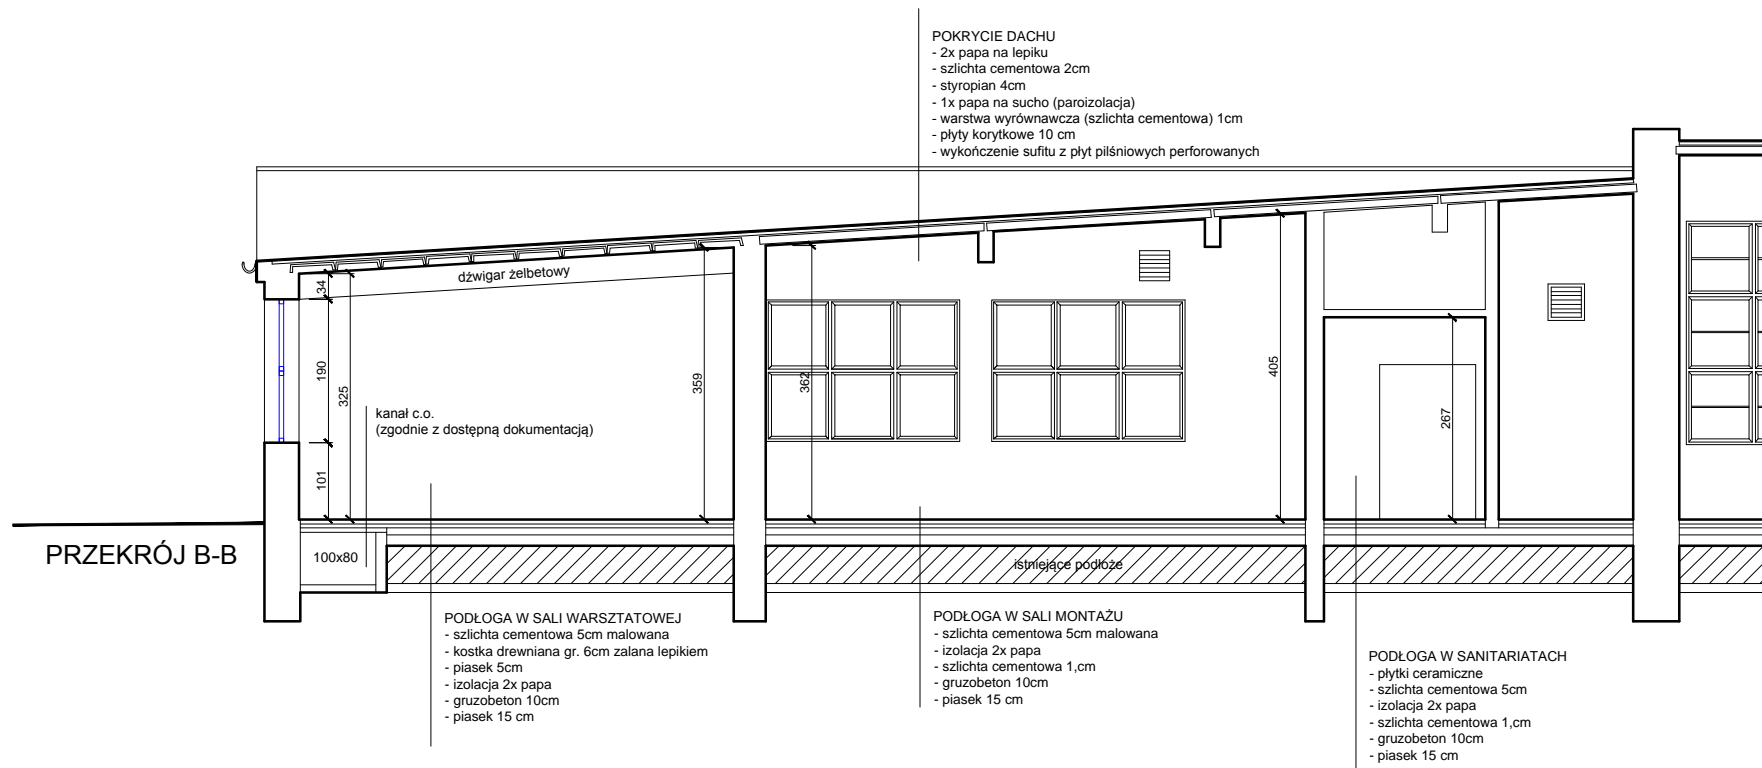 POKRYCIE DACHU
- 2x papa na lepiku
- szlichta cementowa 2cm
- styropian 4cm
- 1x papa na sucho (paroizolacja)
- warstwa wyrównawcza (szlichta cementowa) 1cm
- płyty korytkowe 10 cm
- wykończenie sufitu z płyt pilśniowych perforowanych
dźwigar żelbetowy
34
190
325
101
359
362
405
267
kanał c.o.
(zgodnie z dostępną dokumentacją)
PRZEKRÓJ B-B
100x80
istniejące podłoże
PODŁOGA W SALI WARSZTATOWEJ
- szlichta cementowa 5cm malowana
- kostka drewniana gr. 6cm zalana lepikiem
- piasek 5cm
- izolacja 2x papa
- gruzobeton 10cm
- piasek 15 cm
PODŁOGA W SALI MONTAŻU
- szlichta cementowa 5cm malowana
- izolacja 2x papa
- szlichta cementowa 1,cm
- gruzobeton 10cm
- piasek 15 cm
PODŁOGA W SANITARIATACH
- płytki ceramiczne
- szlichta cementowa 5cm
- izolacja 2x papa
- szlichta cementowa 1,cm
- gruzobeton 10cm
- piasek 15 cm